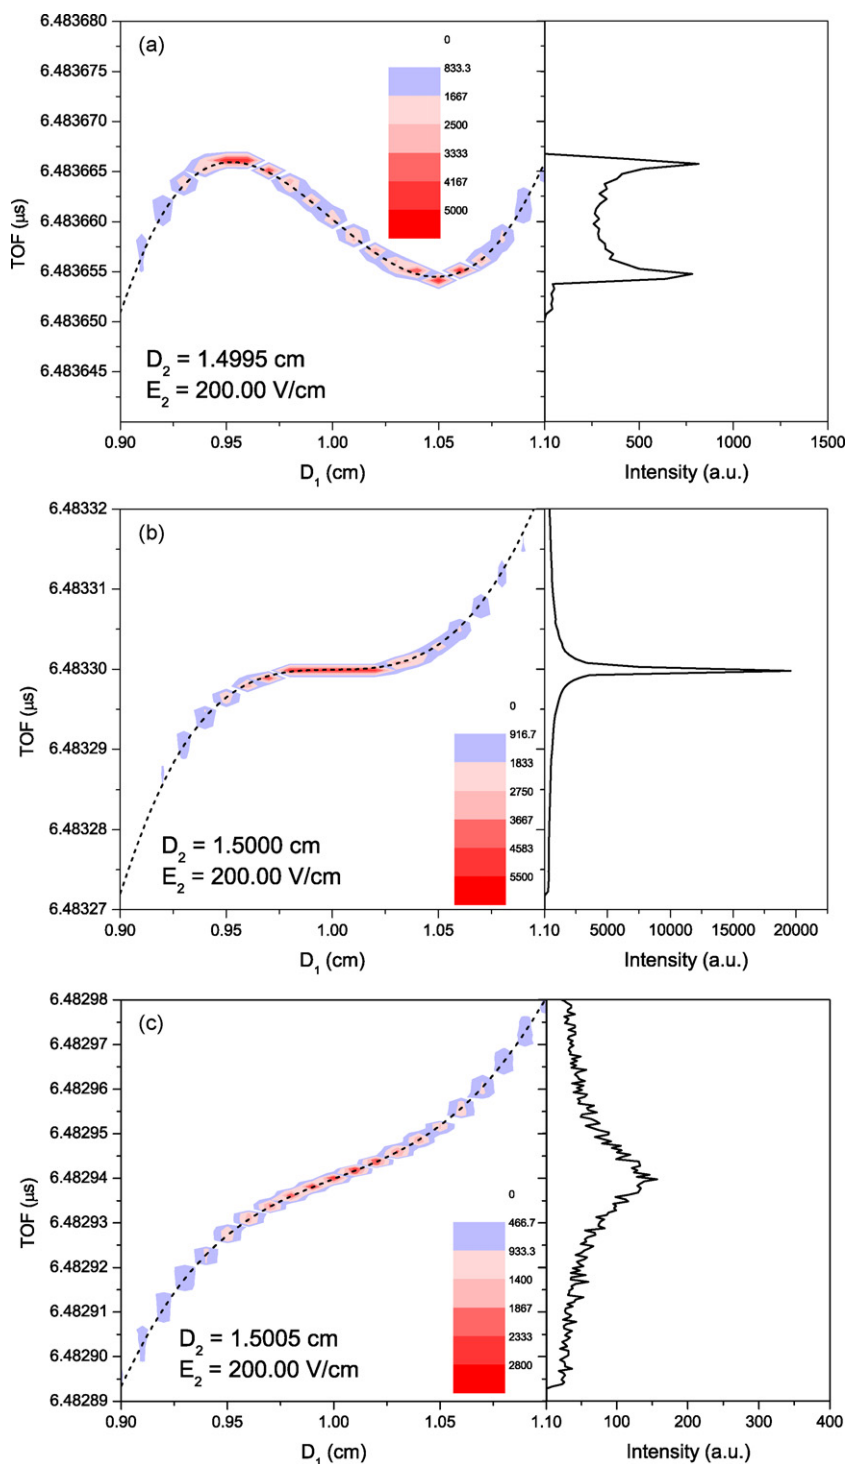 6.483680
(a)
0
833.3
6.483675
1667
2500
6.483670
3333
4167
6.483665
5000
TOF (μs)
6.483660
6.483655
6.483650
D2 = 1.4995 cm
6.483645
E2 = 200.00 V/cm
0.90 0.95 1.00 1.05 1.10 500 1000 1500
D1 (cm) Intensity (a.u.)
6.48332
(b)
6.48331
6.48330
TOF (μs)
0
916.7
6.48329
1833
2750
3667
6.48328
D2 = 1.5000 cm
4583
E2 = 200.00 V/cm
5500
6.48327
0.90 0.95 1.00 1.05 1.10 5000 10000 15000 20000
D1 (cm) Intensity (a.u.)
6.48298
(c)
6.48297
6.48296
6.48295
TOF (μs)
6.48294
0
6.48293
466.7
933.3
6.48292
1400
1867
6.48291
D2 = 1.5005 cm
2333
6.48290
E2 = 200.00 V/cm
2800
6.48289
0.90 0.95 1.00 1.05 1.10 100 200 300 400
D1 (cm) Intensity (a.u.)